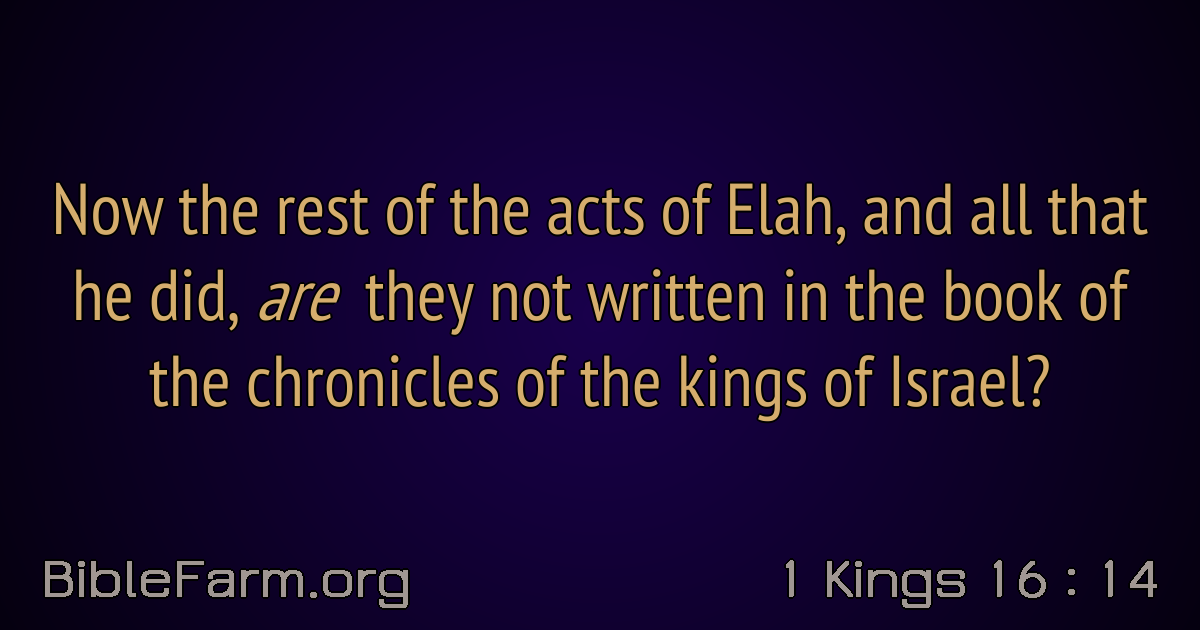 Now the rest of the acts of Elah, and all that
he did, are they not written in the book of
the chronicles of the kings of Israel?
BibleFarm.org
1 Kings 16 : 14